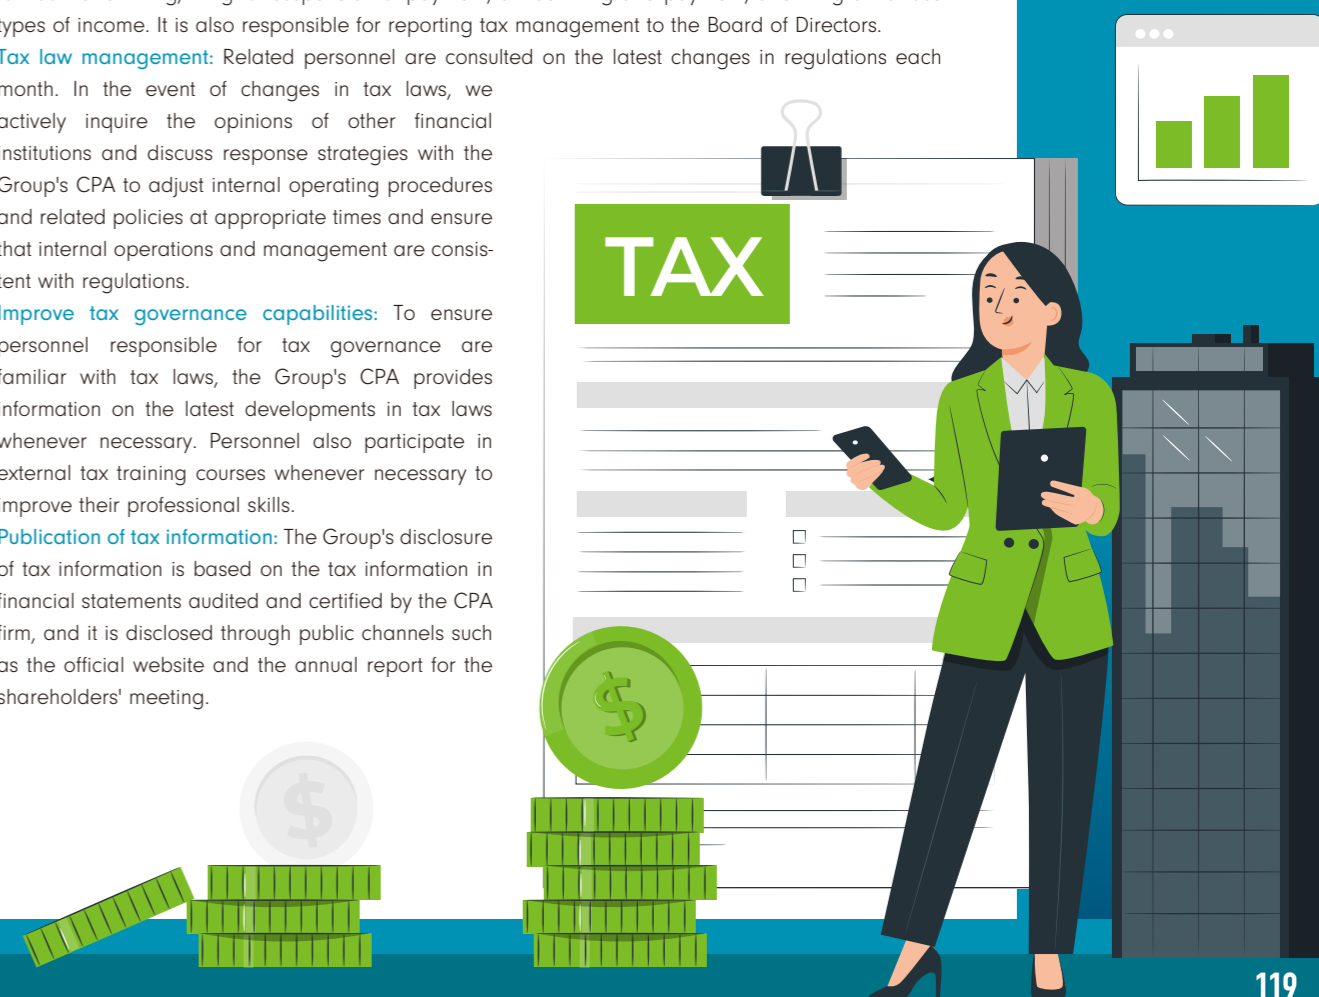 types of income. It is also responsible for reporting tax management to the Board of Directors.
Tax law management: Related personnel are consulted on the latest changes in regulations each
month. In the event of changes in tax laws, we
actively inquire the opinions of other financial
institutions and discuss response strategies with the
Group's CPA to adjust internal operating procedures
and related policies at appropriate times and ensure
that internal operations and management are consis-
tent with regulations.
Improve tax governance capabilities: To ensure
personnel responsible for tax governance are
familiar with tax laws, the Group's CPA provides
information on the latest developments in tax laws
whenever necessary. Personnel also participate in
external tax training courses whenever necessary to
improve their professional skills.
Publication of tax information: The Group's disclosure
of tax information is based on the tax information in
financial statements audited and certified by the CPA
firm, and it is disclosed through public channels such
as the official website and the annual report for the
shareholders' meeting.
TAX
$
$
119